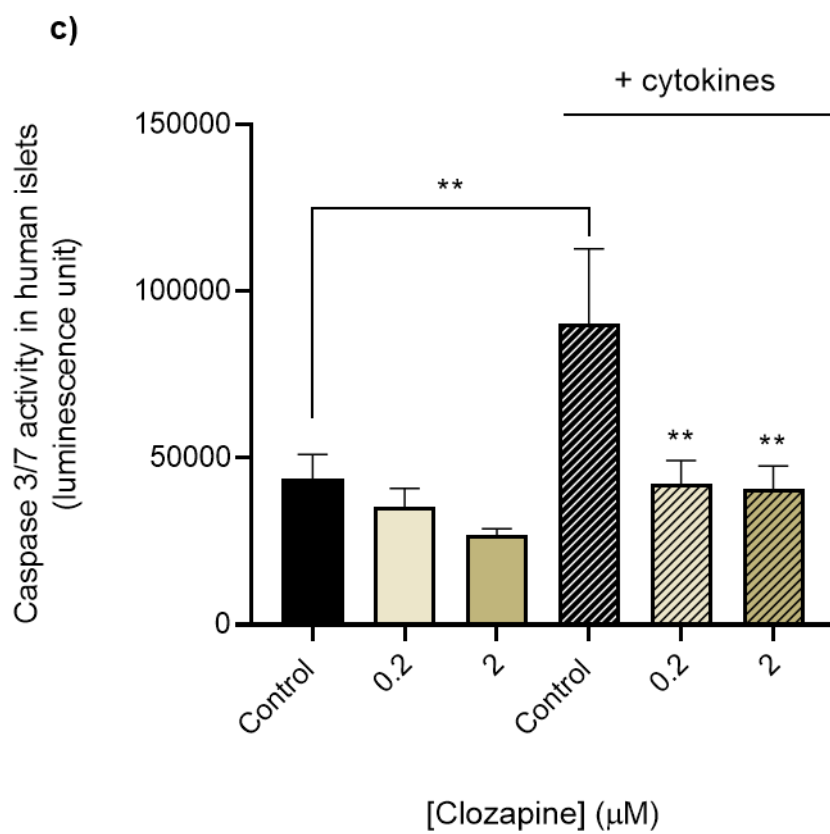 c)
+ cytokines
Caspase 3/7 activity in human islets
(luminescence unit)
150000
100000
50000
0
**
**
**
Control
0.2
2
Control
0.2
2
[Clozapine] (μM)